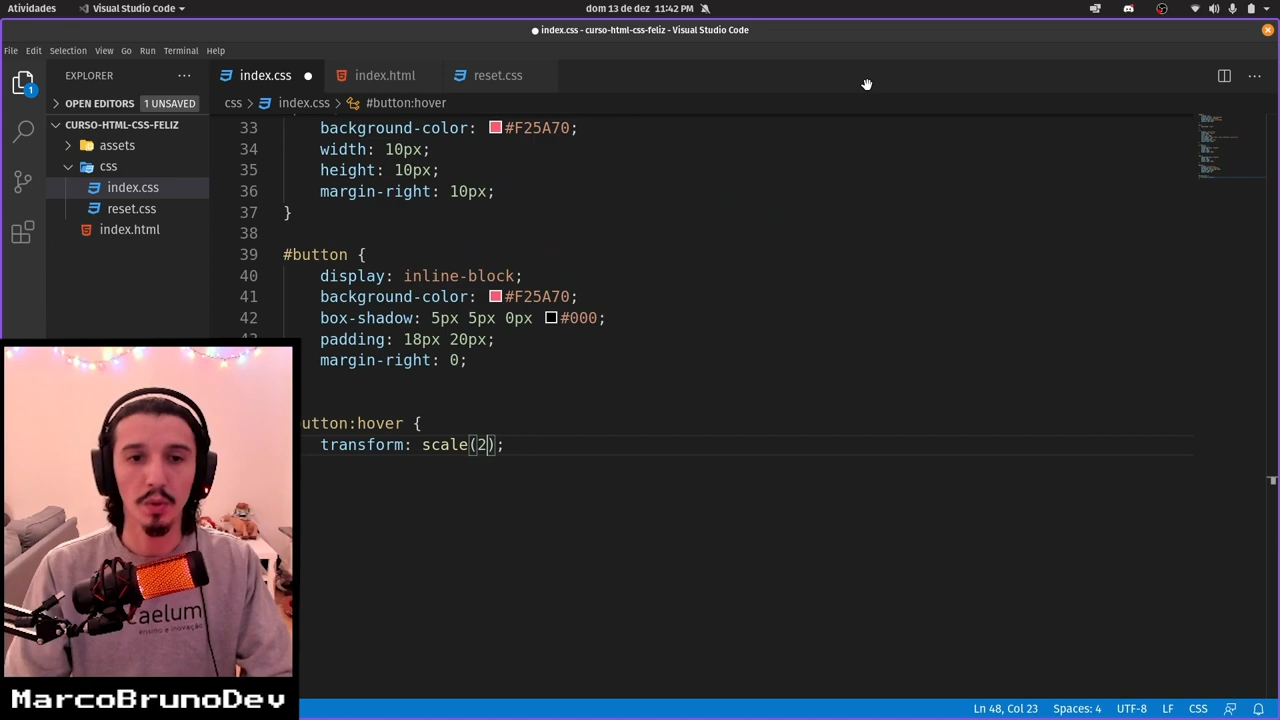 Atividades
Visual Studio Code
dom 13 de dez 11:42 PM
index.css - curso-html-css-feliz - Visual Studio Code
File Edit Selection View Go Run Terminal Help
EXPLORER
index.css
index.html
reset.css
1
OPEN EDITORS
1 UNSAVED
css
index.css
#button:hover
CURSO-HTML-CSS-FELIZ
assets
css
index.css
reset.css
index.html
33 background-color: #F25A70;
34 width: 10px;
35 height: 10px;
36 margin-right: 10px;
37 }
38
39 #button {
40 display: inline-block;
41 background-color: #F25A70;
42 box-shadow: 5px 5px 0px #000;
padding: 18px 20px;
margin-right: 0;
utton:hover {
transform: scale(2);
caelum
ensino e inovação
MarcoBrunoDev
Ln 48, Col 23
Spaces: 4
UTF-8
LF
CSS